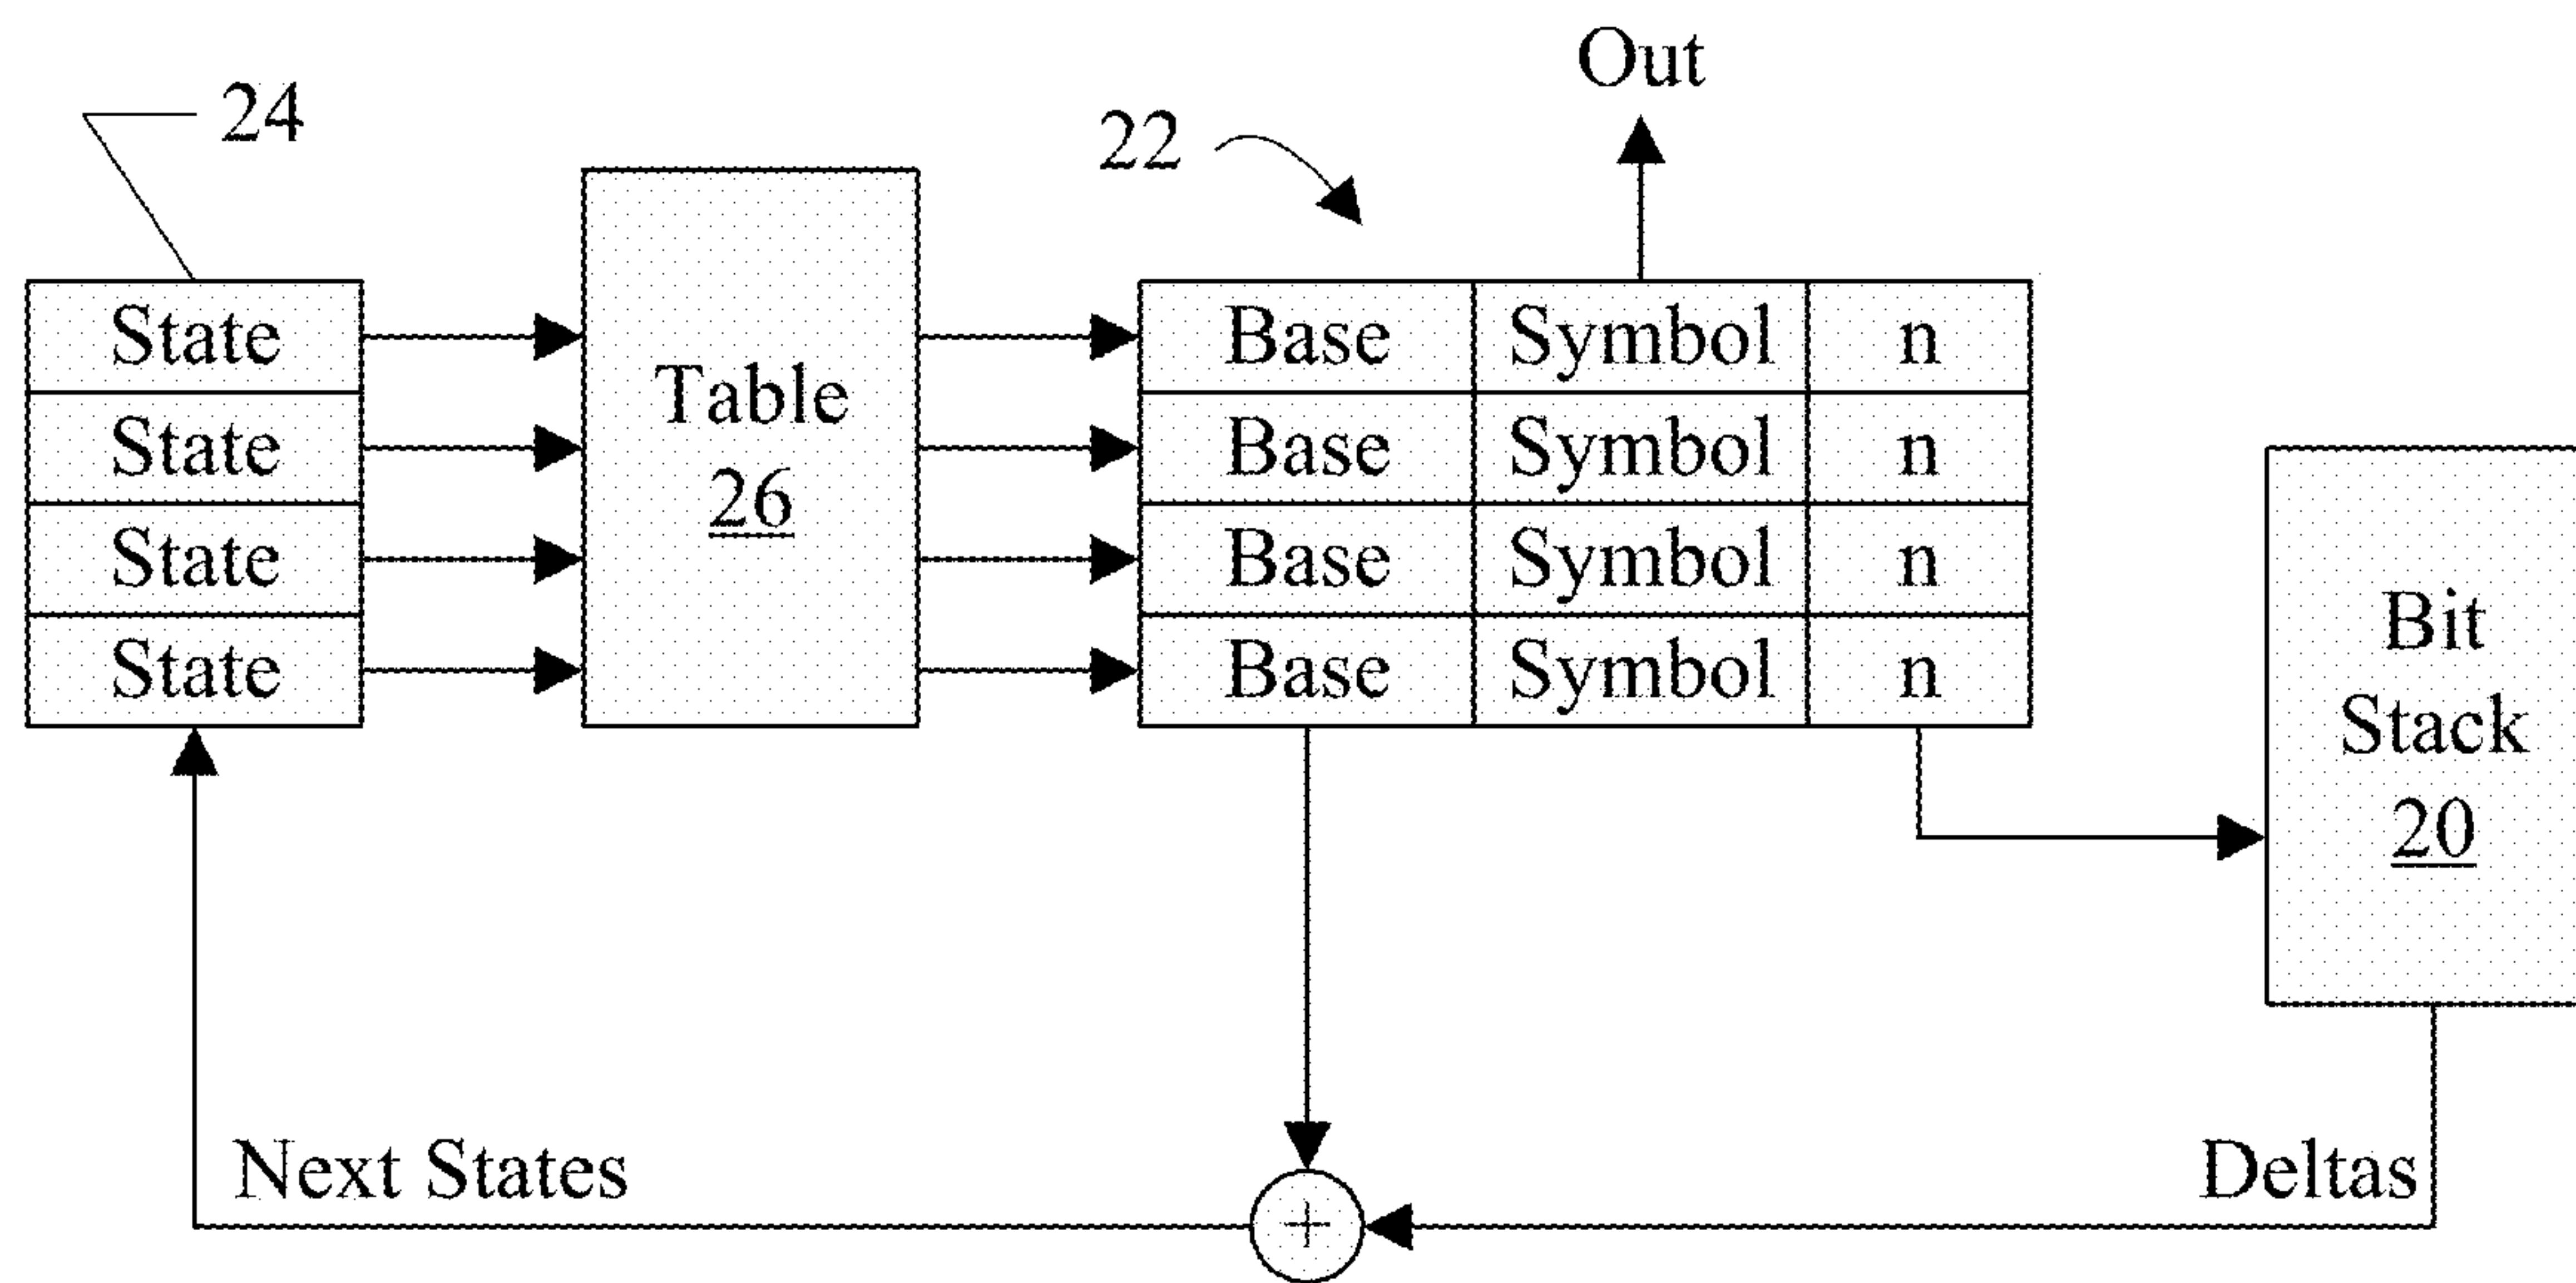 Out
24
22
State
State
State
State
Table
26
Base Symbol n
Base Symbol n
Base Symbol n
Base Symbol n
Bit
Stack
20
Next States
+
Deltas